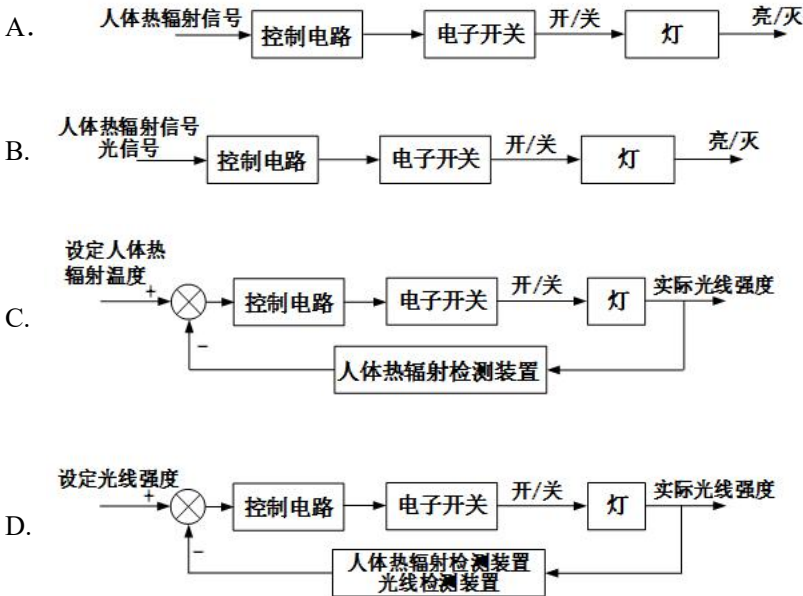 A.
人体热辐射信号
控制电路
电子开关
开/关
灯
亮/灭
B.
人体热辐射信号
光信号
控制电路
电子开关
开/关
灯
亮/灭
C.
设定人体热
辐射温度
+
−
控制电路
电子开关
开/关
灯
实际光线强度
人体热辐射检测装置
D.
设定光线强度
+
−
控制电路
电子开关
开/关
灯
实际光线强度
人体热辐射检测装置
光线检测装置